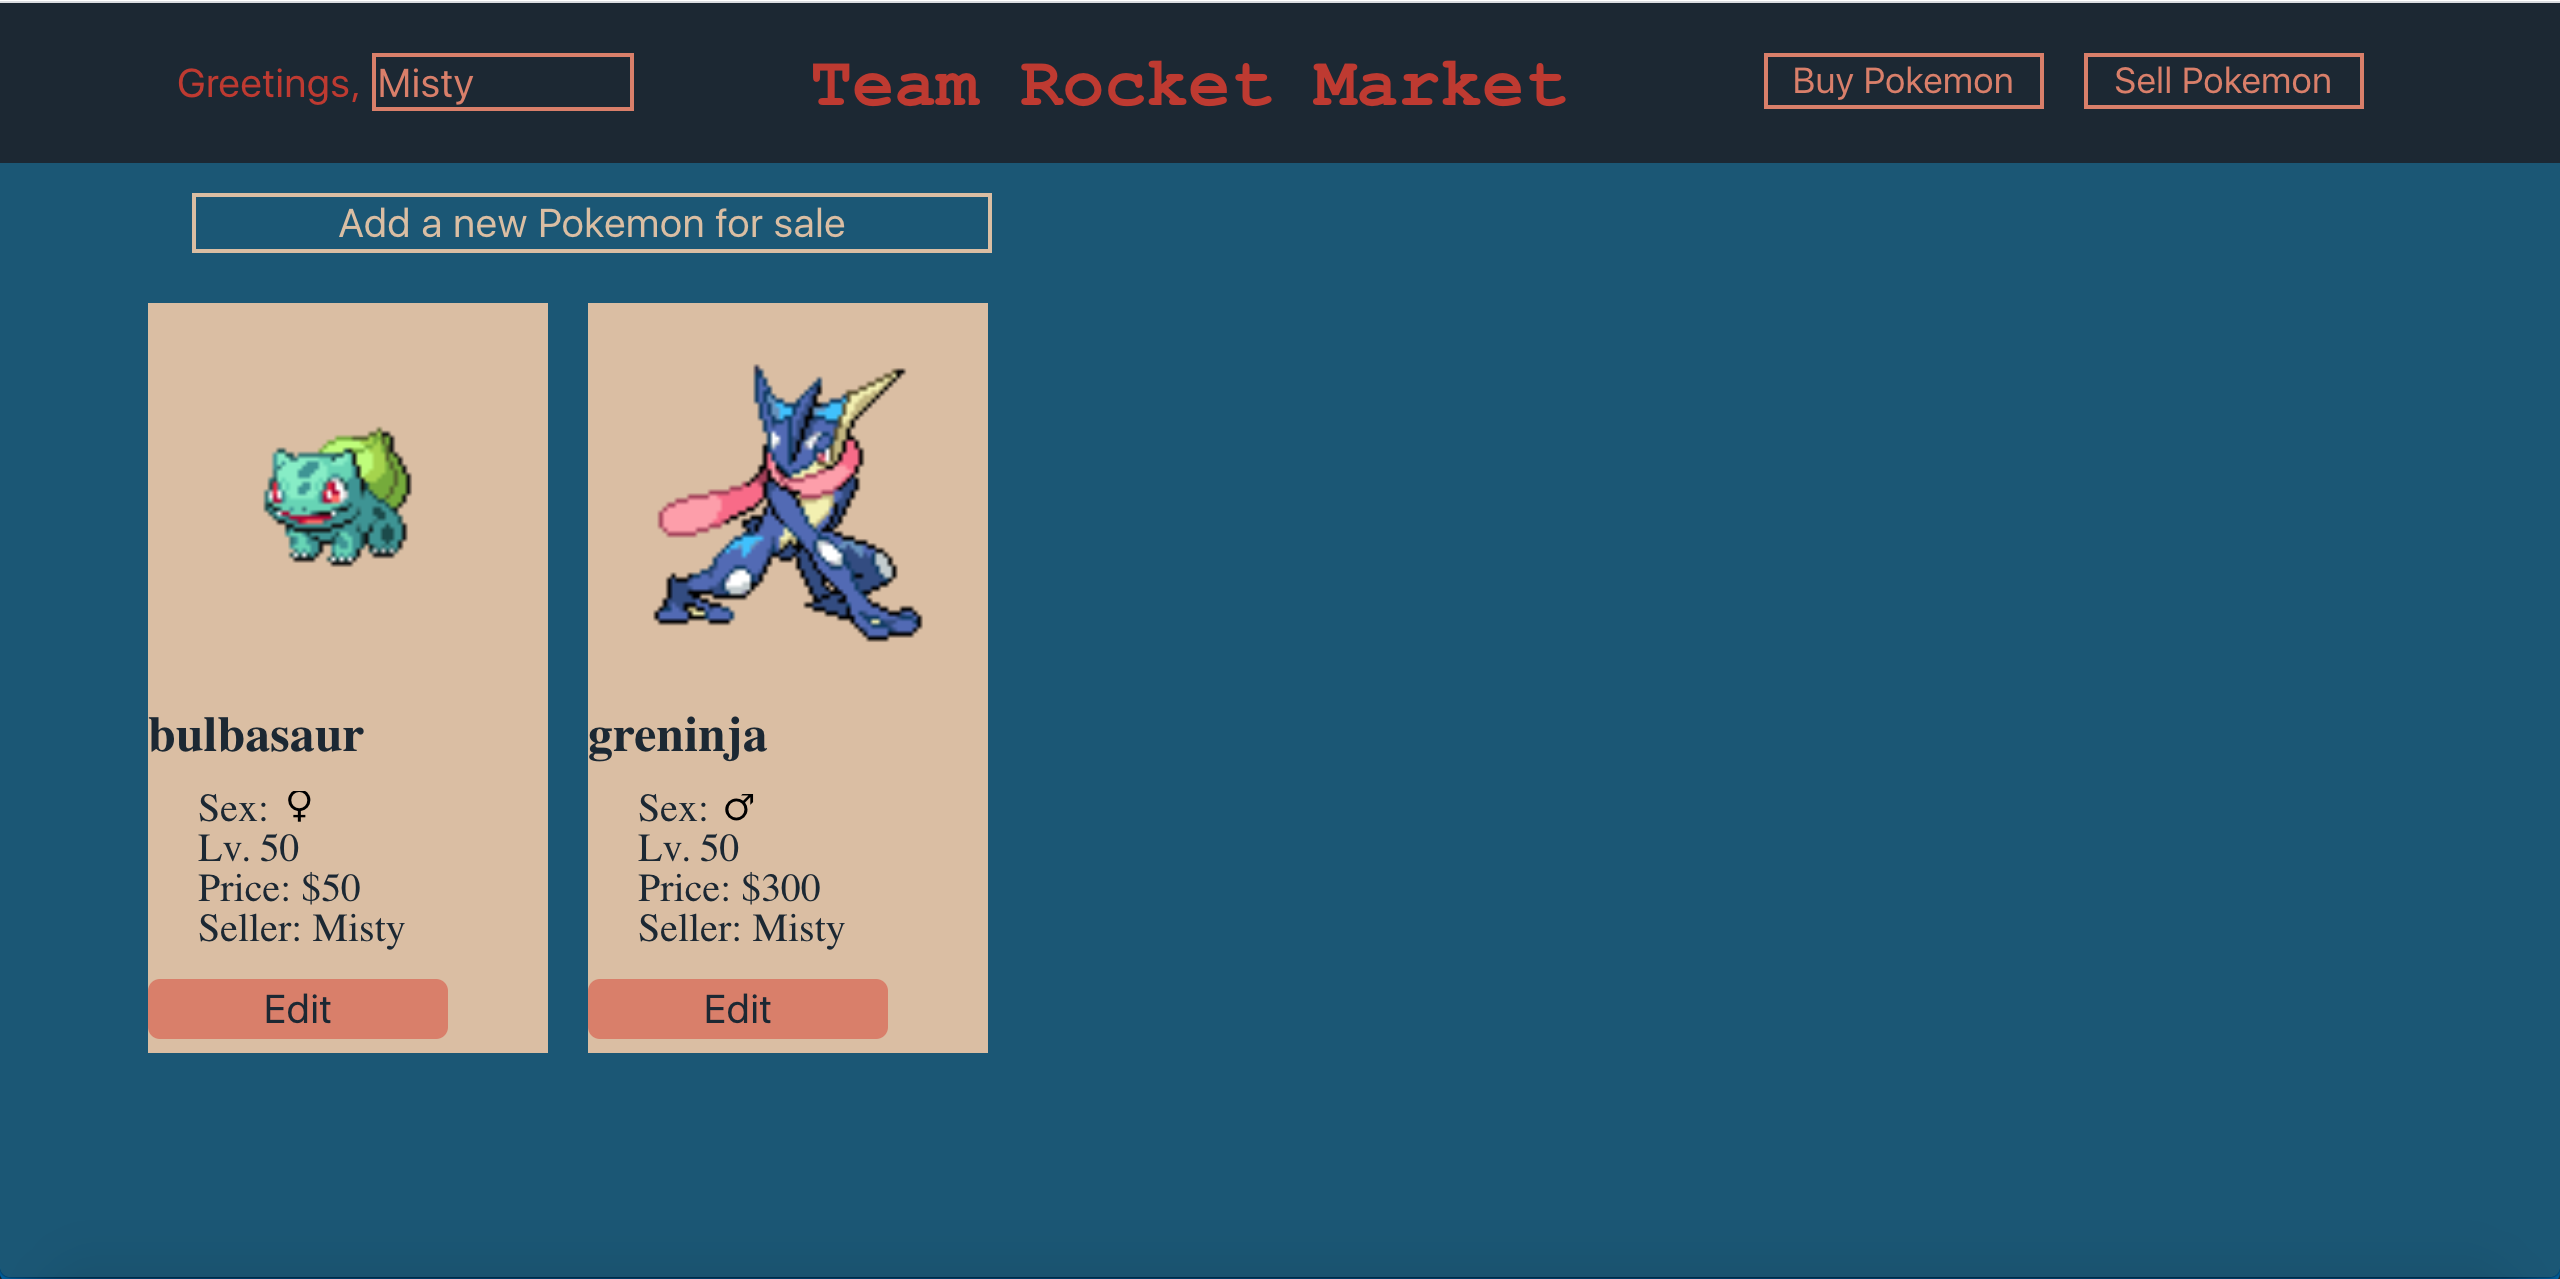 Greetings, Misty
Team Rocket Market
Buy Pokemon
Sell Pokemon
Add a new Pokemon for sale
bulbasaur
Sex: ♀
Lv. 50
Price: $50
Seller: Misty
Edit
greninja
Sex: ♂
Lv. 50
Price: $300
Seller: Misty
Edit